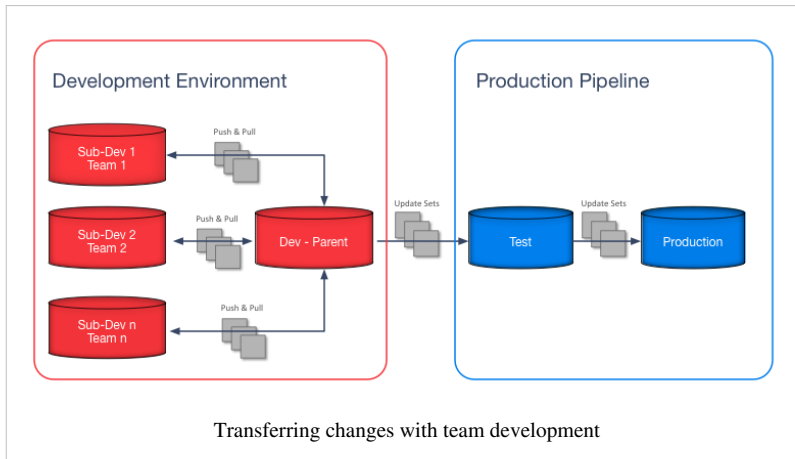 Development Environment
Production Pipeline
Sub-Dev 1
Team 1
Push & Pull
Sub-Dev 2
Team 2
Push & Pull
Dev - Parent
Update Sets
Test
Update Sets
Production
Sub-Dev n
Team n
Push & Pull
Transferring changes with team development